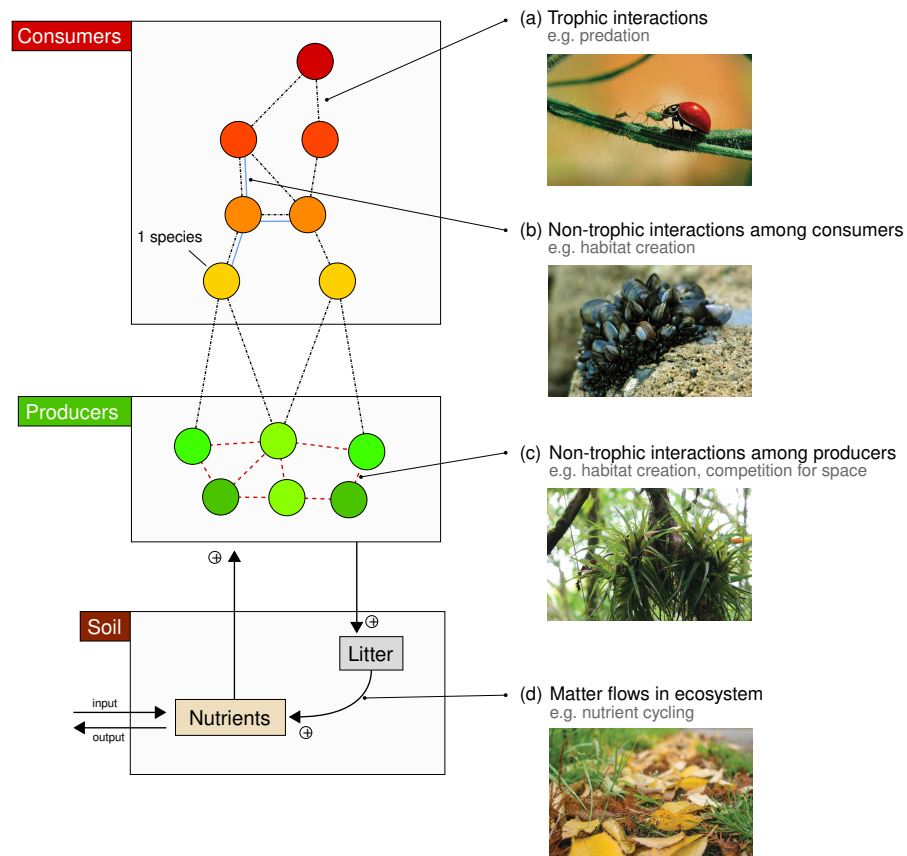 Consumers
(a) Trophic interactions
e.g. predation
1 species
(b) Non-trophic interactions among consumers
e.g. habitat creation
Producers
(c) Non-trophic interactions among producers
e.g. habitat creation, competition for space
+
Soil
+
Litter
(d) Matter flows in ecosystem
e.g. nutrient cycling
input
Nutrients
output
+